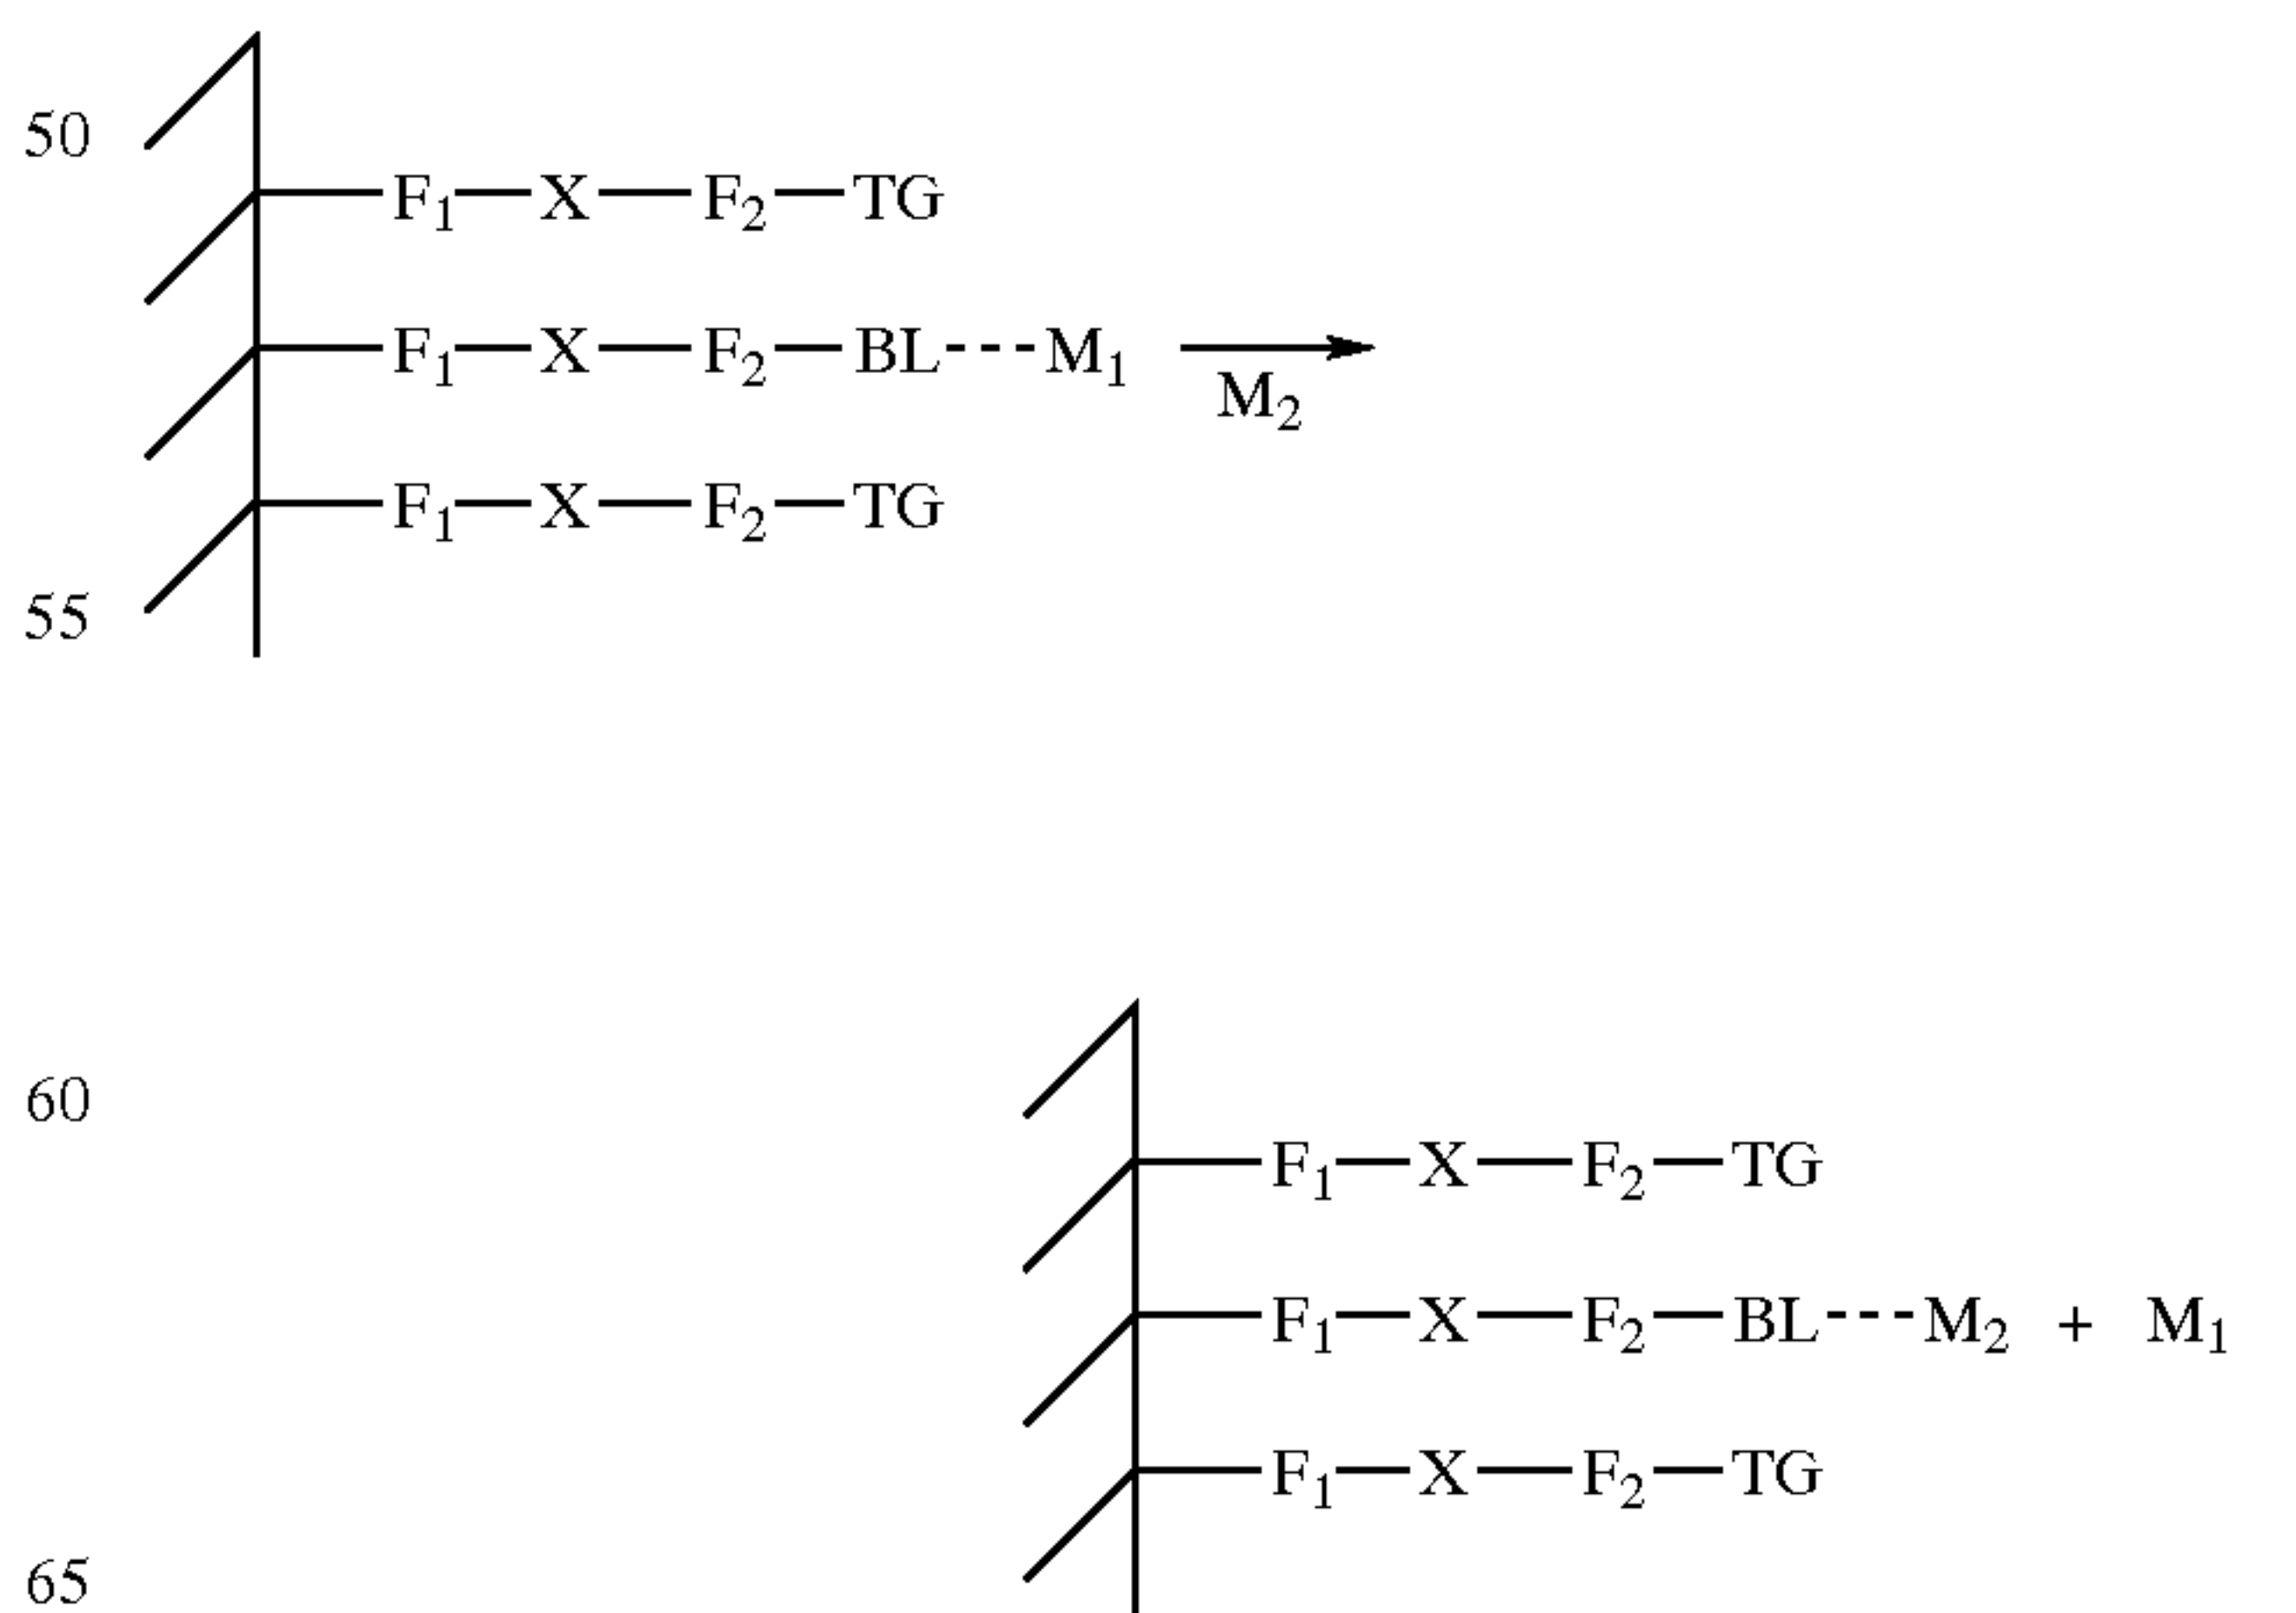 50
F1—X—F2—TG
F1—X—F2—BL---M1
M2
F1—X—F2—TG
55
60
F1—X—F2—TG
F1—X—F2—BL---M2 + M1
F1—X—F2—TG
65